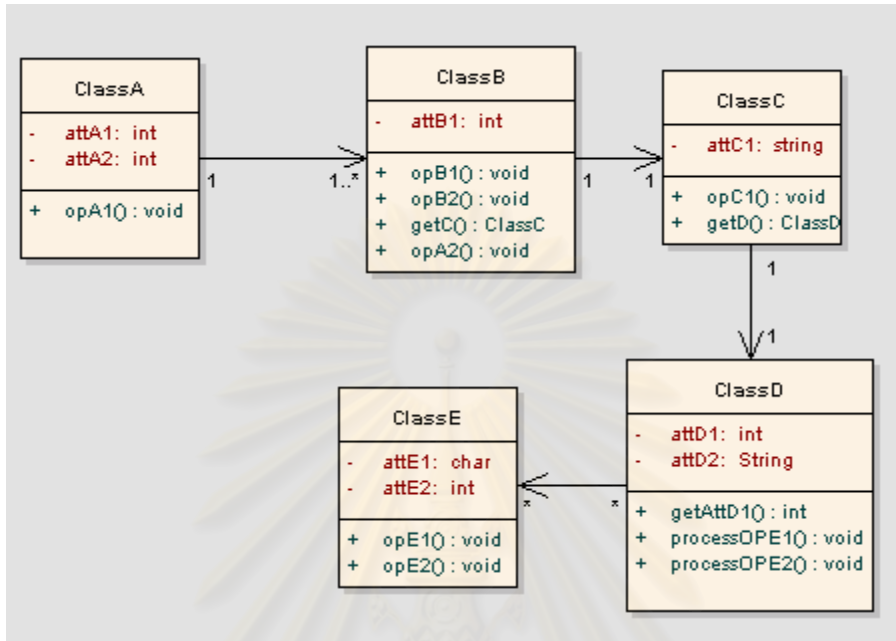 ClassA
- attA1: int
- attA2: int
+ opA1() : void
1
1..*
ClassB
- attB1: int
+ opB1() : void
+ opB2() : void
+ getC() : ClassC
+ opA2() : void
1
1
ClassC
- attC1: string
+ opC1() : void
+ getD() : ClassD
1
1
ClassD
- attD1: int
- attD2: String
+ getAttD1() : int
+ processOPE1() : void
+ processOPE2() : void
*
*
ClassE
- attE1: char
- attE2: int
+ opE1() : void
+ opE2() : void